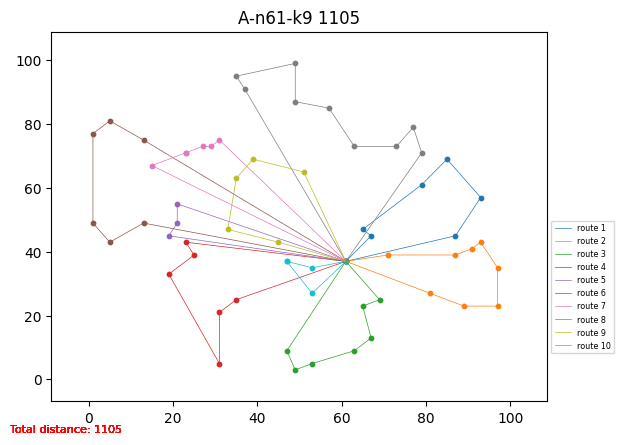 A-n61-k9 1105
100
80
60
40
20
0
0 20 40 60 80 100
route 1
route 2
route 3
route 4
route 5
route 6
route 7
route 8
route 9
route 10
Total distance: 1105